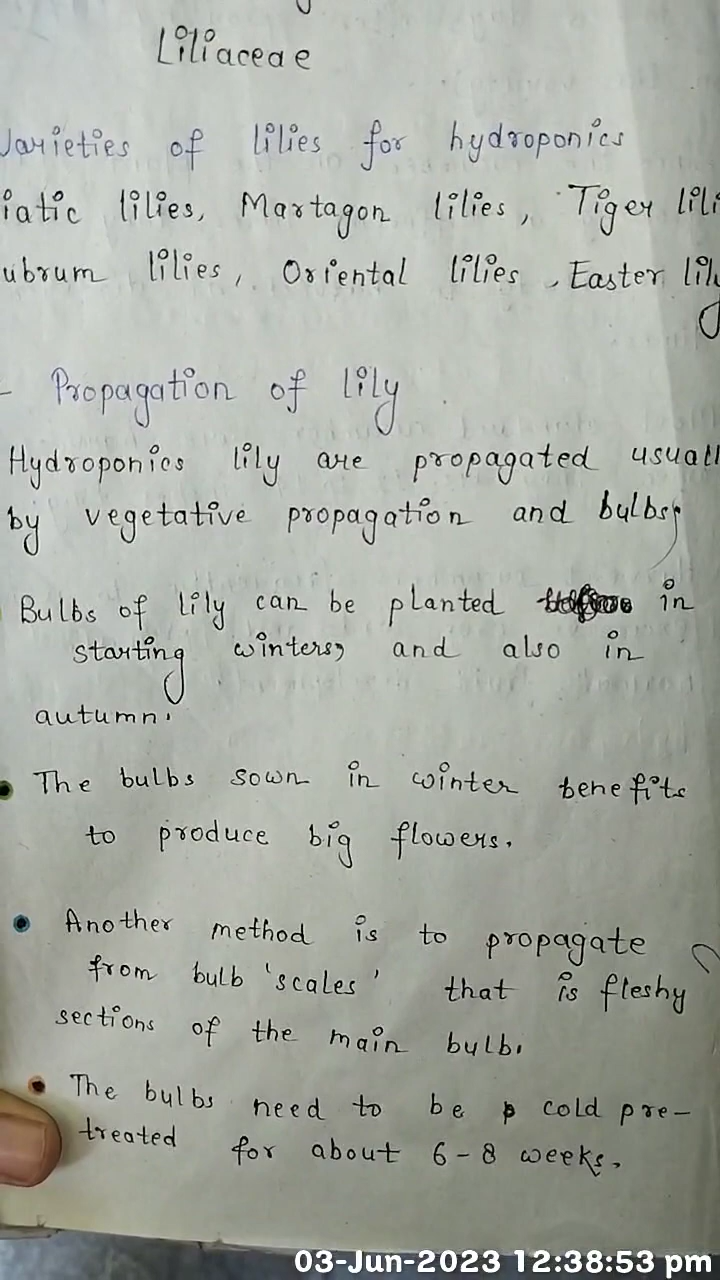 Liliaceae
Varieties of lilies for hydroponics
iatic lilies, Martagon lilies, Tiger lili
ubrum lilies, Oriental lilies, Easter lily
- Propagation of lily
Hydroponics lily are propagated usuall
by vegetative propagation and bulbs,
Bulbs of lily can be planted in
starting winters, and also in
autumn.
• The bulbs sown in winter benefits
to produce big flowers.
• Another method is to propagate
from bulb 'scales' that is fleshy
sections of the main bulb.
• The bulbs need to be cold pre-
treated for about 6-8 weeks.
03-Jun-2023 12:38:53 pm